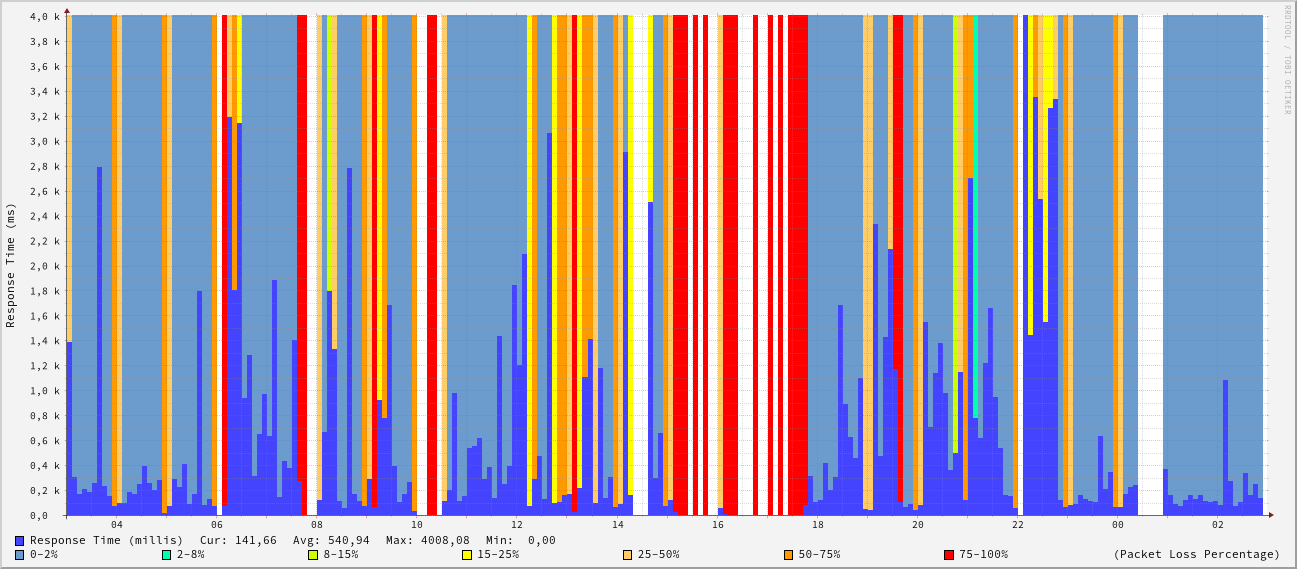 4,0 k
3,8 k
3,6 k
3,4 k
3,2 k
3,0 k
2,8 k
2,6 k
2,4 k
2,2 k
2,0 k
1,8 k
1,6 k
1,4 k
1,2 k
1,0 k
0,8 k
0,6 k
0,4 k
0,2 k
0,0
Response Time (ms)
RRDTOOL / TOBI OETIKER
04 06 08 10 12 14 16 18 20 22 00 02
Response Time (millis) Cur: 141,66 Avg: 540,94 Max: 4008,08 Min: 0,00
0-2% 2-8% 8-15% 15-25% 25-50% 50-75% 75-100% (Packet Loss Percentage)